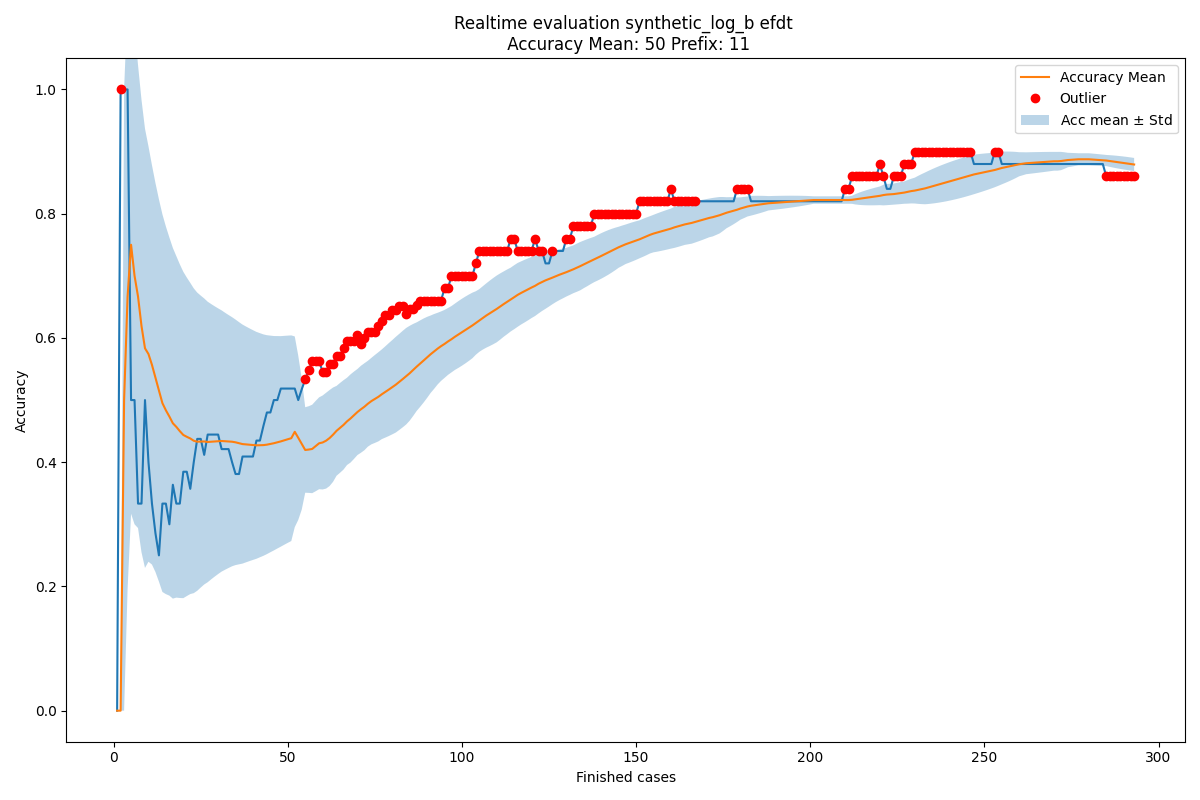 Realtime evaluation synthetic_log_b efdt
Accuracy Mean: 50 Prefix: 11
Accuracy Mean
Outlier
Acc mean ± Std
Accuracy
1.0
0.8
0.6
0.4
0.2
0.0
0
50
100
150
200
250
300
Finished cases